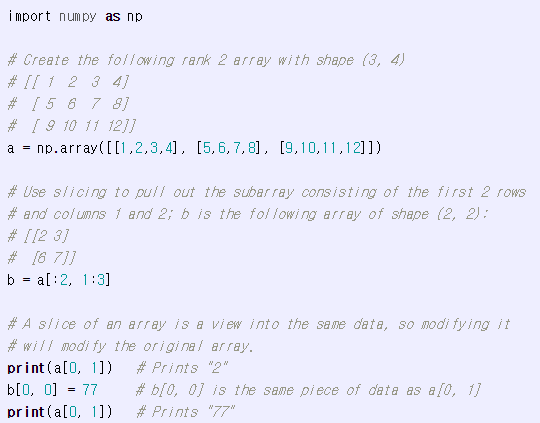 import numpy as np
# Create the following rank 2 array with shape (3, 4)
# [[ 1  2  3  4]
#  [ 5  6  7  8]
#  [ 9 10 11 12]]
a = np.array([[1,2,3,4], [5,6,7,8], [9,10,11,12]])
# Use slicing to pull out the subarray consisting of the first 2 rows
# and columns 1 and 2; b is the following array of shape (2, 2):
# [[2 3]
#  [6 7]]
b = a[:2, 1:3]
# A slice of an array is a view into the same data, so modifying it
# will modify the original array.
print(a[0, 1])   # Prints "2"
b[0, 0] = 77     # b[0, 0] is the same piece of data as a[0, 1]
print(a[0, 1])   # Prints "77"